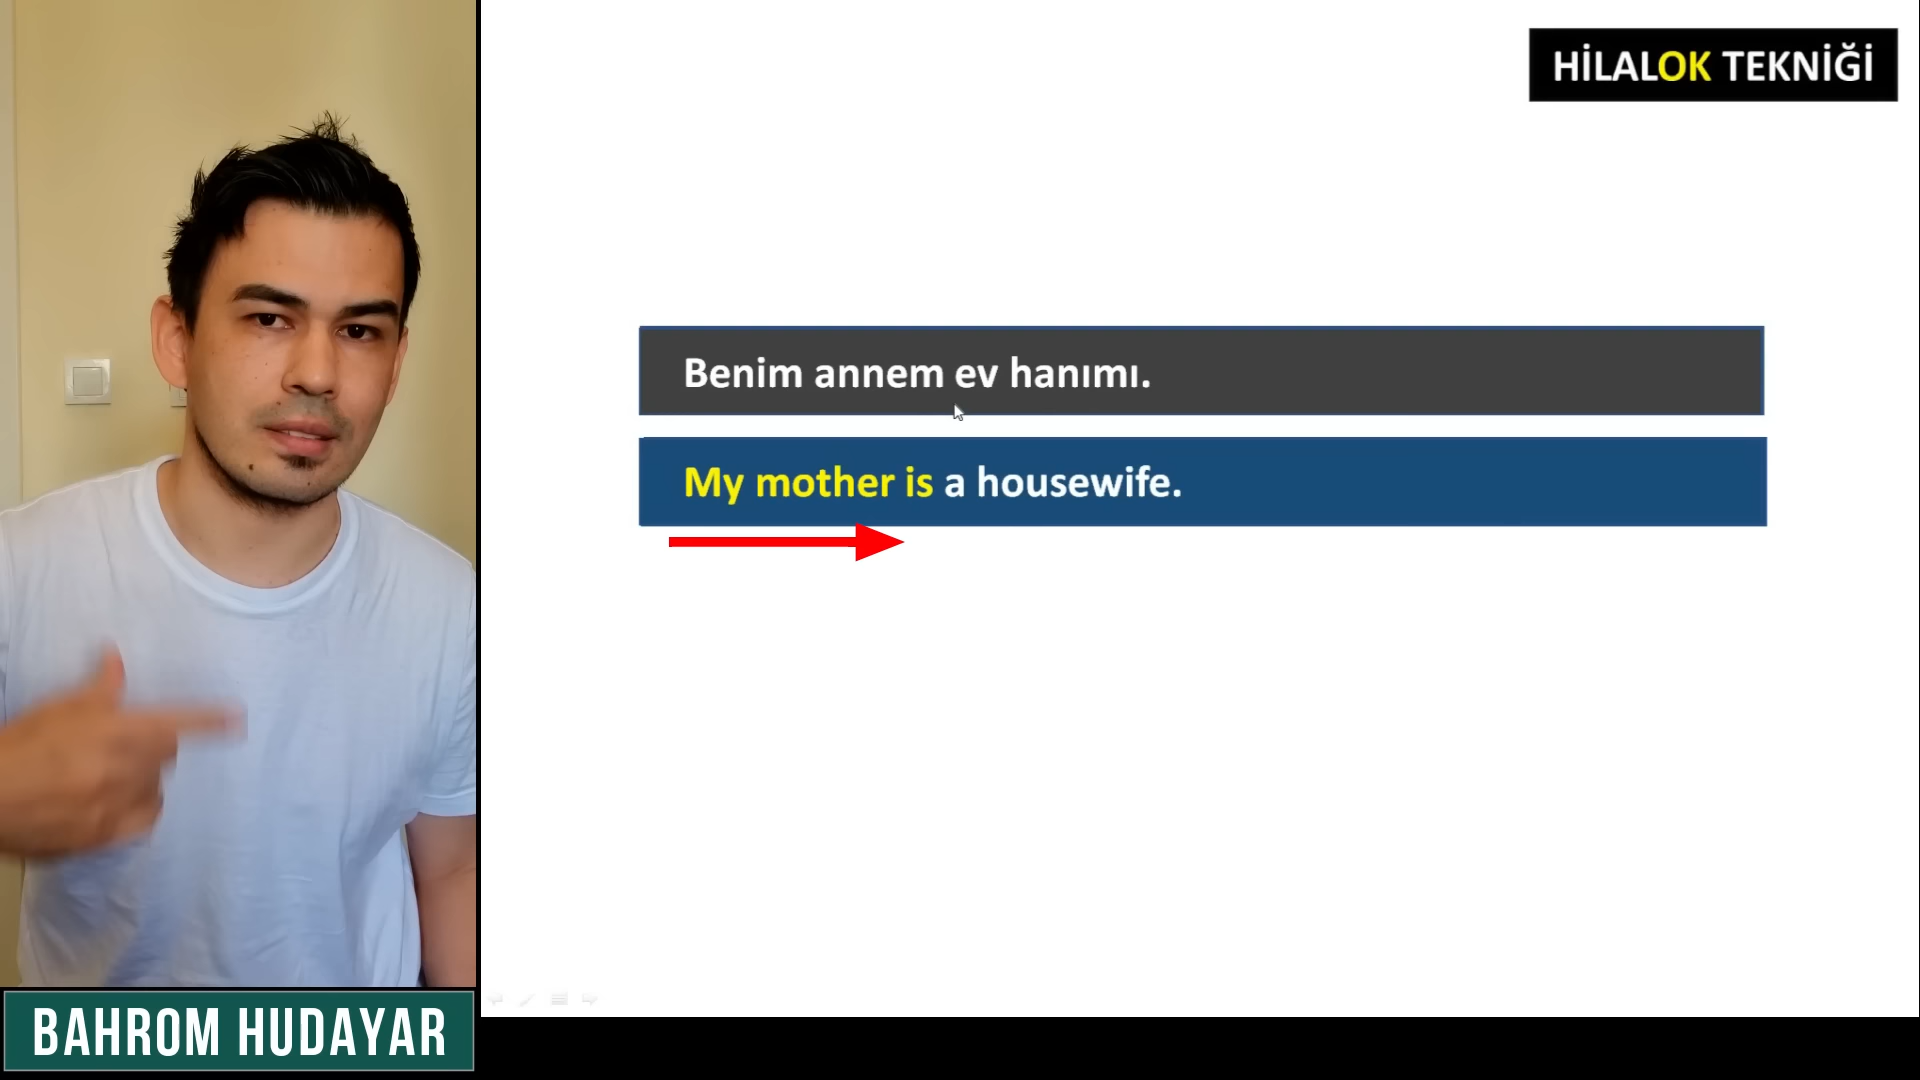 HİLALOK TEKNİĞİ
Benim annem ev hanımı.
My mother is a housewife.
BAHROM HUDAYAR